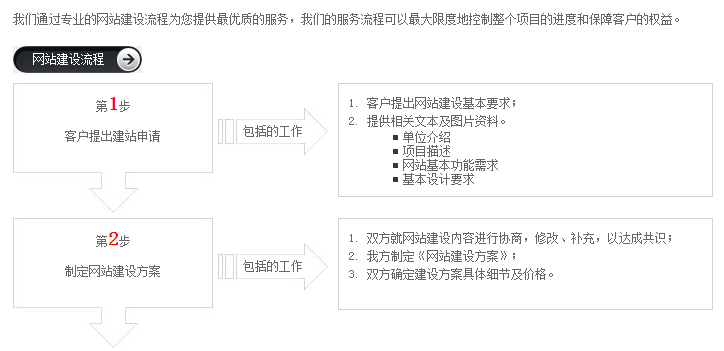 我们通过专业的网站建设流程为您提供最优质的服务，我们的服务流程可以最大限度地控制整个项目的进度和保障客户的权益。
网站建设流程
第1步
客户提出建站申请
包括的工作
1. 客户提出网站建设基本要求；
2. 提供相关文本及图片资料。
■ 单位介绍
■ 项目描述
■ 网站基本功能需求
■ 基本设计要求
第2步
制定网站建设方案
包括的工作
1. 双方就网站建设内容进行协商，修改、补充，以达成共识；
2. 我方制定《网站建设方案》；
3. 双方确定建设方案具体细节及价格。